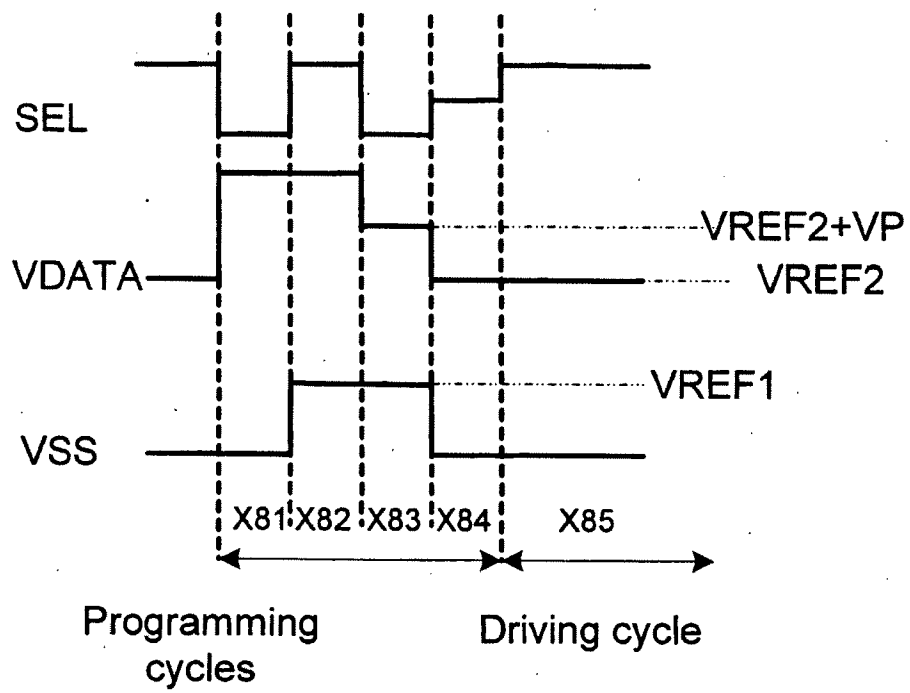 SEL
VREF2+VP
VDATA
VREF2
VREF1
VSS
X81 X82 X83 X84 X85
Programming
cycles
Driving cycle